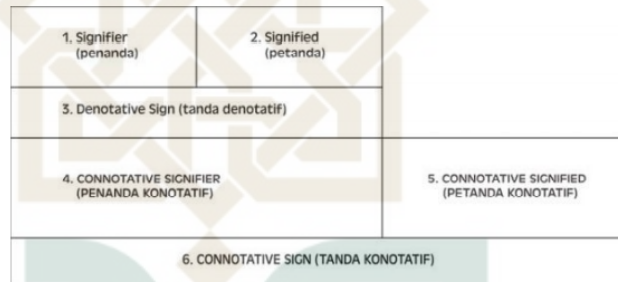 1. Signifier
(penanda)
2. Signified
(petanda)
3. Denotative Sign (tanda denotatif)
4. CONNOTATIVE SIGNIFIER
(PENANDA KONOTATIF)
5. CONNOTATIVE SIGNIFIED
(PETANDA KONOTATIF)
6. CONNOTATIVE SIGN (TANDA KONOTATIF)